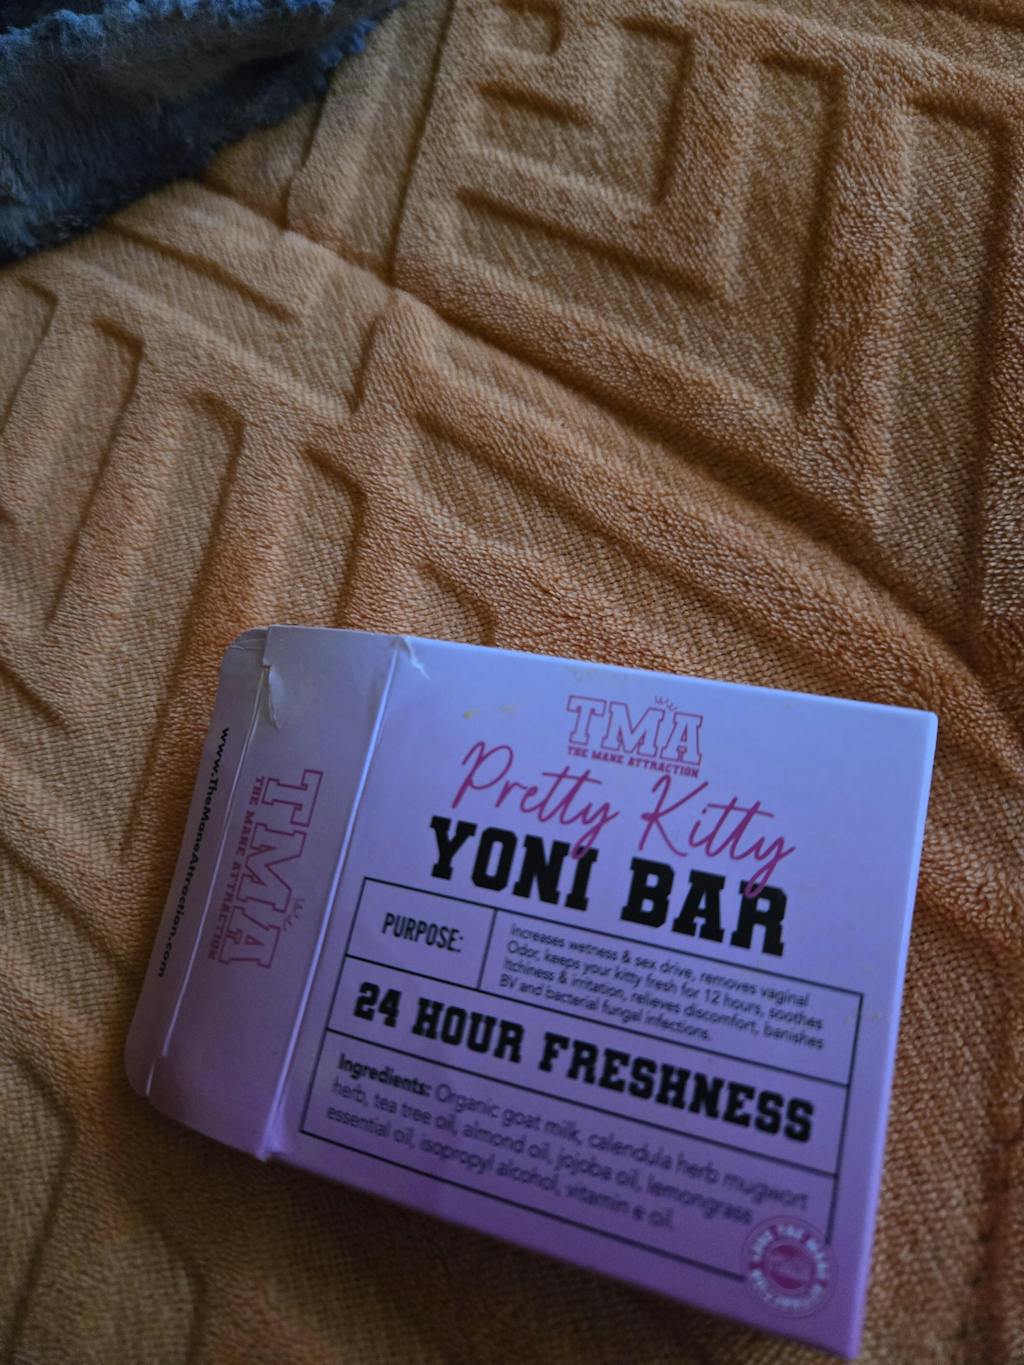 www.TheManeAttraction.com
TMA
THE MANE ATTRACTION
TMA
THE MANE ATTRACTION
Pretty Kitty
YONI BAR
PURPOSE:
Increases wetness & sex drive, removes vaginal
Odor, keeps your kitty fresh for 12 hours, soothes
Itchiness & irritation, relieves discomfort, banishes
BV and bacterial fungal infections.
24 HOUR FRESHNESS
Ingredients: Organic goat milk, calendula herb mugwort
herb, tea tree oil, almond oil, jojoba oil, lemongrass
essential oil, isopropyl alcohol, vitamin e oil.